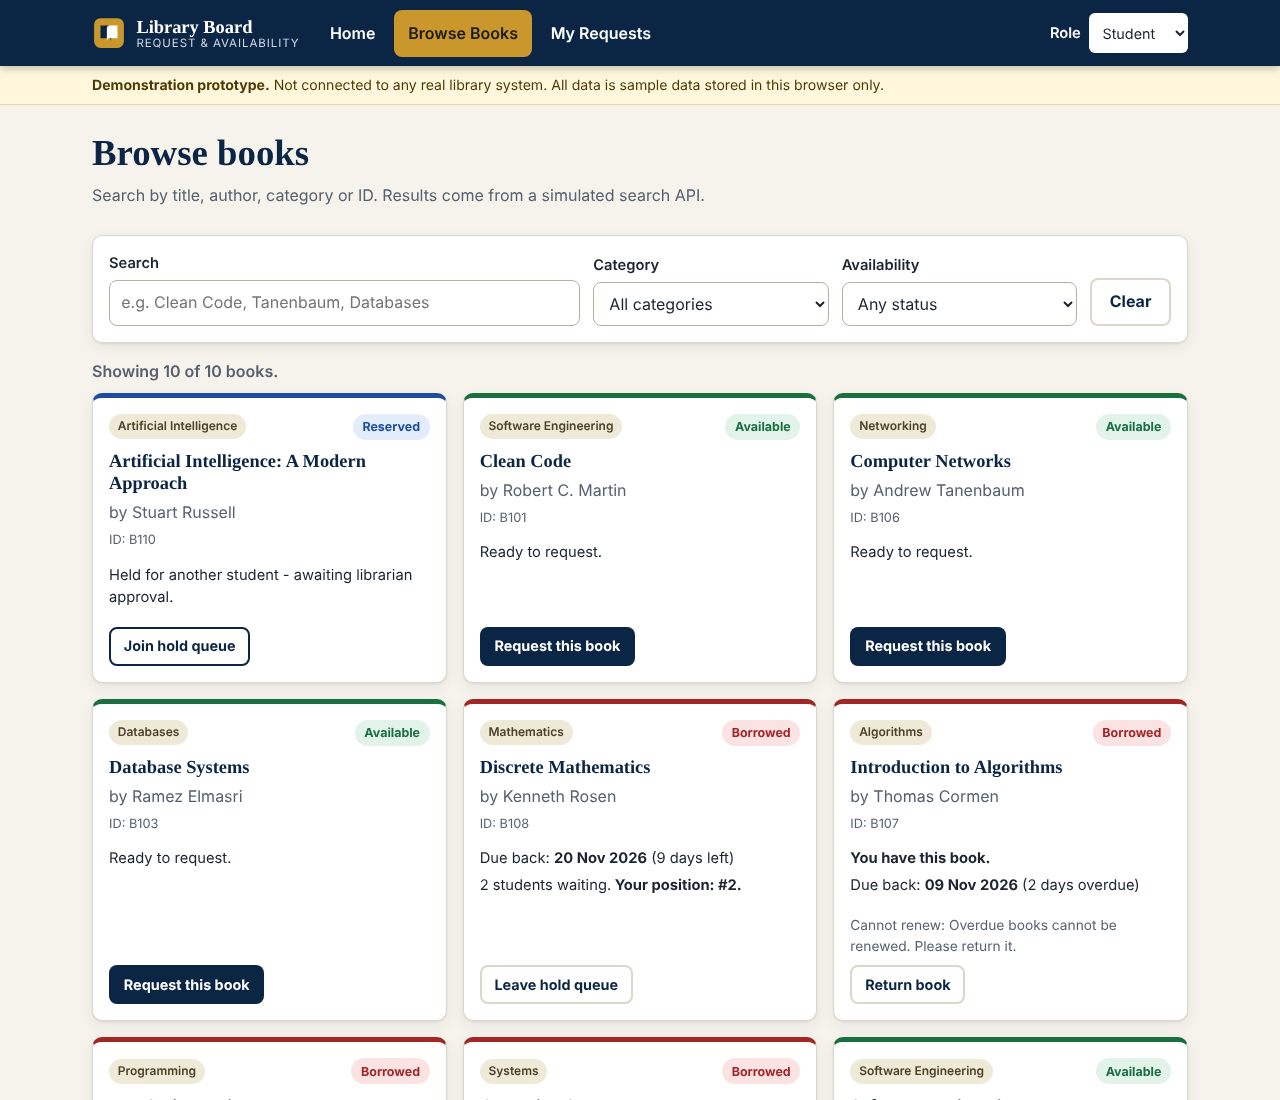 Library Board
REQUEST & AVAILABILITY
Home
Browse Books
My Requests
Role
Student
Demonstration prototype. Not connected to any real library system. All data is sample data stored in this browser only.
Browse books
Search by title, author, category or ID. Results come from a simulated search API.
Search
e.g. Clean Code, Tanenbaum, Databases
Category
All categories
Availability
Any status
Clear
Showing 10 of 10 books.
Artificial Intelligence
Reserved
Artificial Intelligence: A Modern
Approach
by Stuart Russell
ID: B110
Held for another student - awaiting librarian
approval.
Join hold queue
Software Engineering
Available
Clean Code
by Robert C. Martin
ID: B101
Ready to request.
Request this book
Networking
Available
Computer Networks
by Andrew Tanenbaum
ID: B106
Ready to request.
Request this book
Databases
Available
Database Systems
by Ramez Elmasri
ID: B103
Ready to request.
Request this book
Mathematics
Borrowed
Discrete Mathematics
by Kenneth Rosen
ID: B108
Due back: 20 Nov 2026 (9 days left)
2 students waiting. Your position: #2.
Leave hold queue
Algorithms
Borrowed
Introduction to Algorithms
by Thomas Cormen
ID: B107
You have this book.
Due back: 09 Nov 2026 (2 days overdue)
Cannot renew: Overdue books cannot be
renewed. Please return it.
Return book
Programming
Borrowed
Systems
Borrowed
Software Engineering
Available